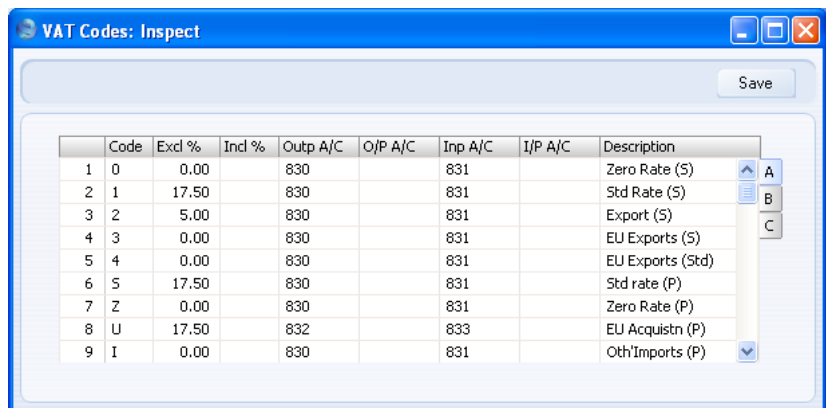 VAT Codes: Inspect
Save
Code Excl % Incl % Outp A/C O/P A/C Inp A/C I/P A/C Description
1 0 0.00 830 831 Zero Rate (S)
2 1 17.50 830 831 Std Rate (S)
3 2 5.00 830 831 Export (S)
4 3 0.00 830 831 EU Exports (S)
5 4 0.00 830 831 EU Exports (Std)
6 S 17.50 830 831 Std rate (P)
7 Z 0.00 830 831 Zero Rate (P)
8 U 17.50 832 833 EU Acquistn (P)
9 I 0.00 830 831 Oth'Imports (P)
A
B
C